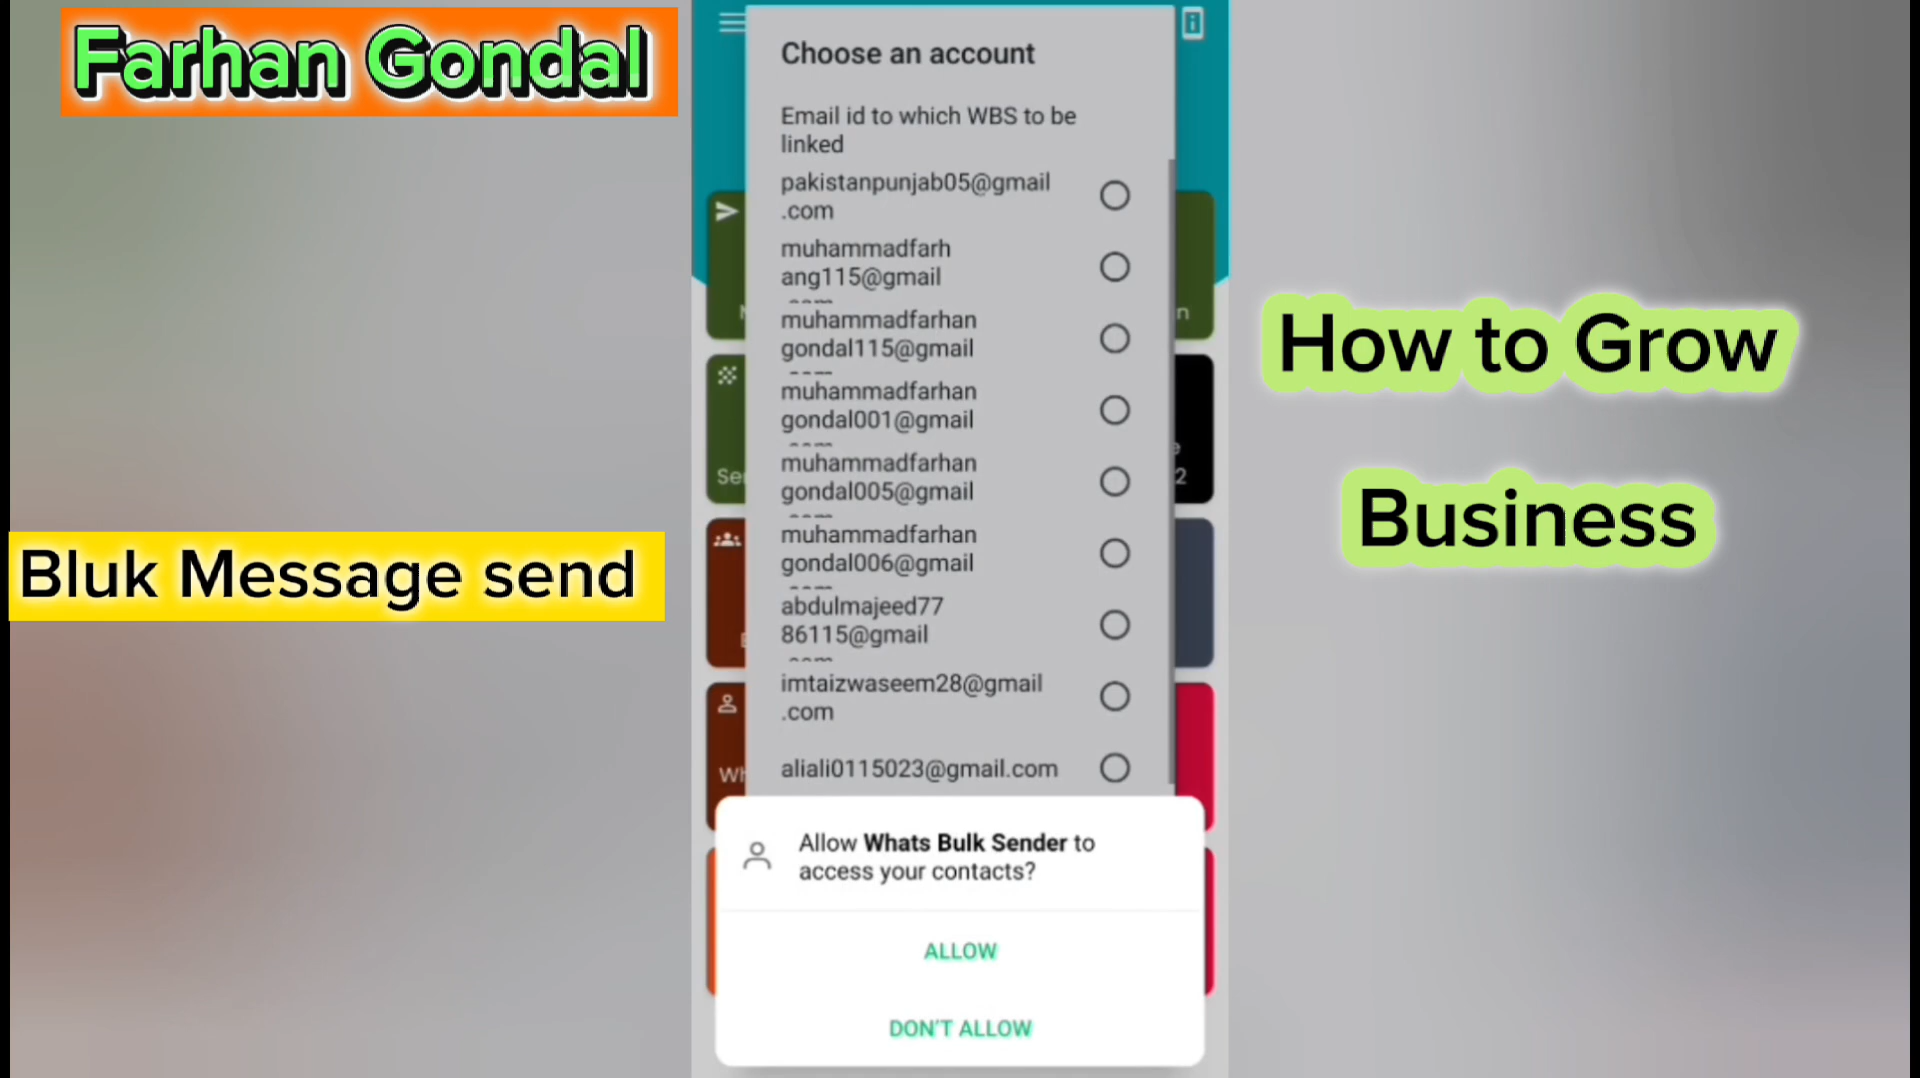 Farhan Gondal
Bluk Message send
Choose an account
Email id to which WBS to be
linked
pakistanpunjab05@gmail
.com
muhammadfarh
ang115@gmail
muhammadfarhan
gondal115@gmail
muhammadfarhan
gondal001@gmail
muhammadfarhan
gondal005@gmail
muhammadfarhan
gondal006@gmail
abdulmajeed77
86115@gmail
imtaizwaseem28@gmail
.com
aliali0115023@gmail.com
Allow Whats Bulk Sender to
access your contacts?
ALLOW
DON'T ALLOW
How to Grow
Business